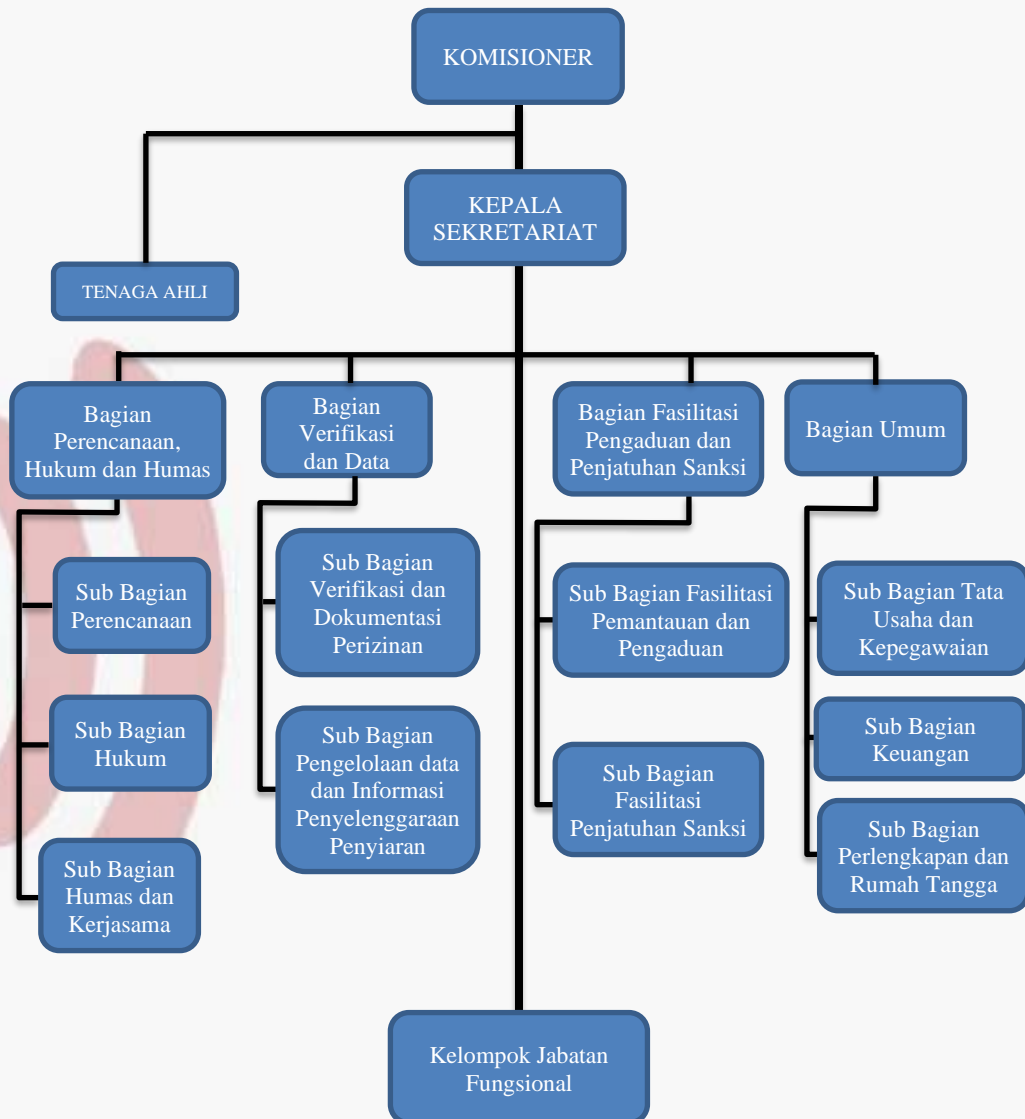 KOMISIONER
KEPALA
SEKRETARIAT
TENAGA AHLI
Bagian
Perencanaan,
Hukum dan Humas
Bagian
Verifikasi
dan Data
Bagian Fasilitasi
Pengaduan dan
Penjatuhan Sanksi
Bagian Umum
Sub Bagian
Perencanaan
Sub Bagian
Hukum
Sub Bagian
Humas dan
Kerjasama
Sub Bagian
Verifikasi dan
Dokumentasi
Perizinan
Sub Bagian
Pengelolaan data
dan Informasi
Penyelenggaraan
Penyiaran
Sub Bagian Fasilitasi
Pemantauan dan
Pengaduan
Sub Bagian
Fasilitasi
Penjatuhan Sanksi
Sub Bagian Tata
Usaha dan
Kepegawaian
Sub Bagian
Keuangan
Sub Bagian
Perlengkapan dan
Rumah Tangga
Kelompok Jabatan
Fungsional